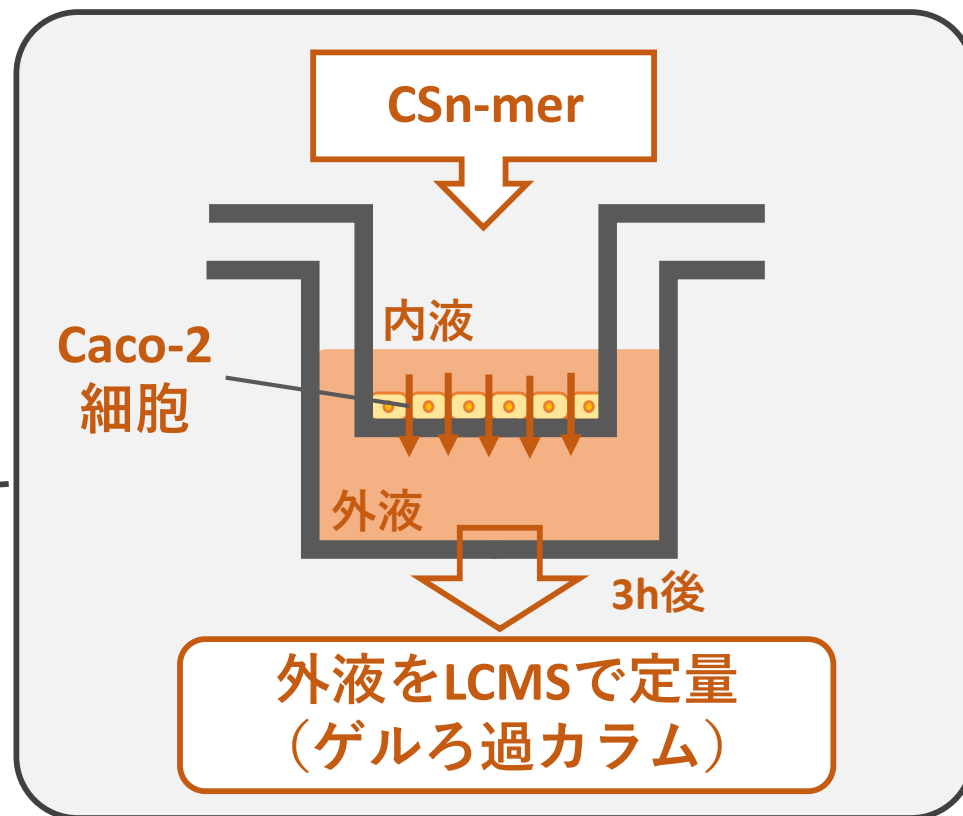 CSn-mer
内液
Caco-2
細胞
外液
3h後
外液をLCMSで定量
（ゲルろ過カラム）